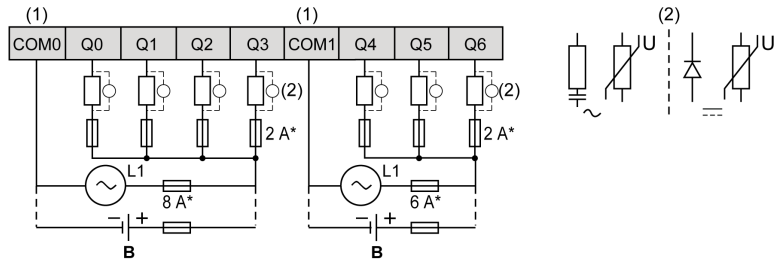 (1) (1) (2)
COM0 Q0 Q1 Q2 Q3 COM1 Q4 Q5 Q6
U U
(2) (2)
2 A* 2 A*
L1 L1
8 A* 6 A*
B B